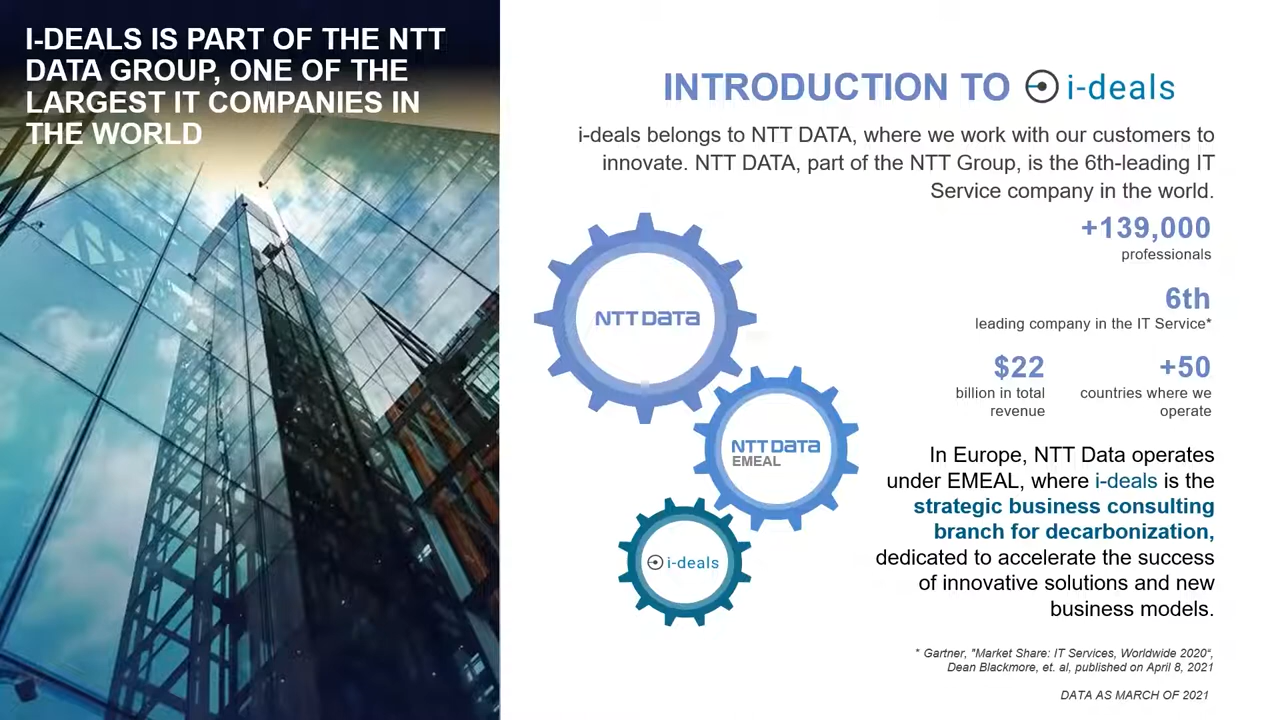 I-DEALS IS PART OF THE NTT
DATA GROUP, ONE OF THE
LARGEST IT COMPANIES IN
THE WORLD
INTRODUCTION TO i-deals
i-deals belongs to NTT DATA, where we work with our customers to
innovate. NTT DATA, part of the NTT Group, is the 6th-leading IT
Service company in the world.
+139,000
professionals
6th
leading company in the IT Service*
$22
billion in total
revenue
+50
countries where we
operate
NTT DATA
NTT DATA
EMEAL
i-deals
In Europe, NTT Data operates
under EMEAL, where i-deals is the
strategic business consulting
branch for decarbonization,
dedicated to accelerate the success
of innovative solutions and new
business models.
* Gartner, "Market Share: IT Services, Worldwide 2020“,
Dean Blackmore, et. al, published on April 8, 2021
DATA AS MARCH OF 2021